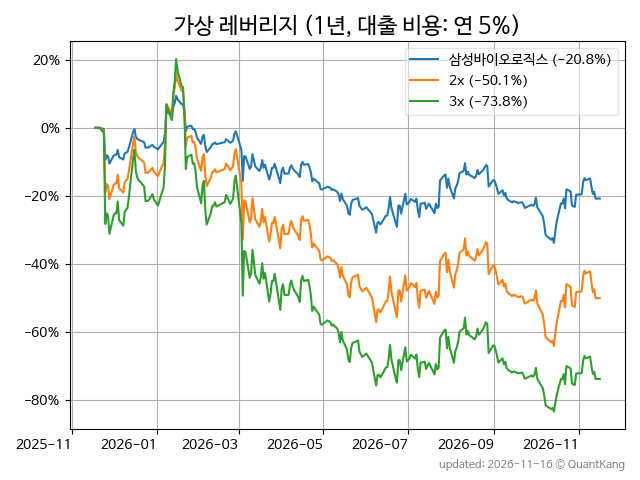 가상 레버리지 (1년, 대출 비용: 연 5%)
삼성바이오로직스 (−20.8%)
2x (−50.1%)
3x (−73.8%)
20%
0%
−20%
−40%
−60%
−80%
2025-11
2026-01
2026-03
2026-05
2026-07
2026-09
2026-11
updated: 2026-11-16 © QuantKang